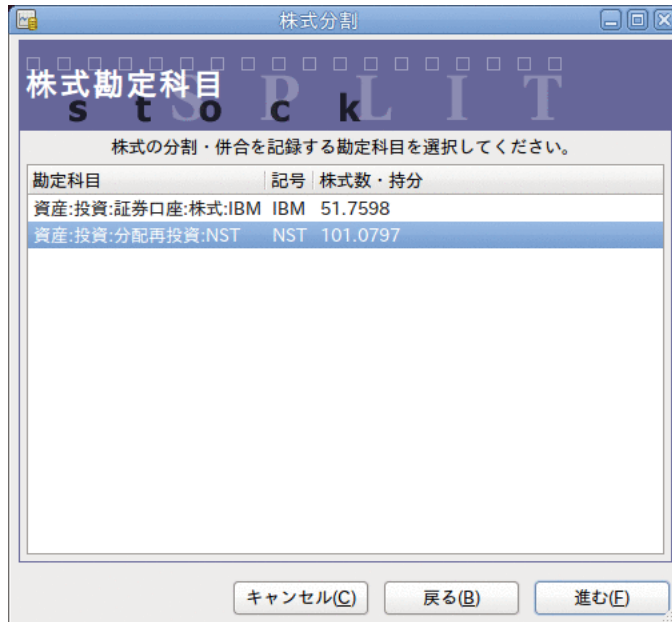 株式分割
株式勘定科目
stock
SPLIT
株式の分割・併合を記録する勘定科目を選択してください。
勘定科目 記号 株式数・持分
資産:投資:証券口座:株式:IBM IBM 51.7598
資産:投資:分配再投資:NST NST 101.0797
キャンセル(C) 戻る(B) 進む(F)